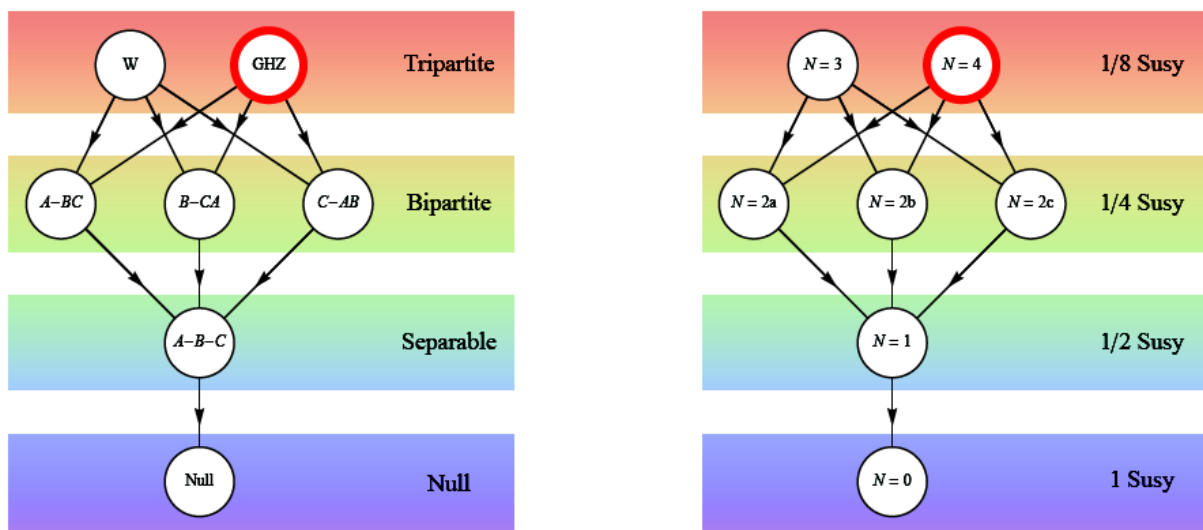 W
GHZ
Tripartite
A–BC
B–CA
C–AB
Bipartite
A–B–C
Separable
Null
Null
N = 3
N = 4
1/8 Susy
N = 2a
N = 2b
N = 2c
1/4 Susy
N = 1
1/2 Susy
N = 0
1 Susy